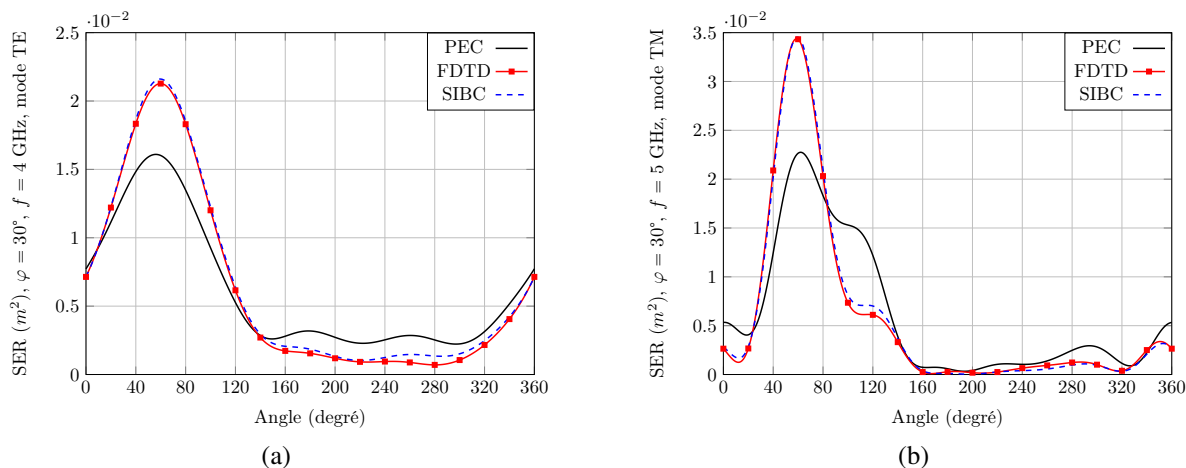 ·10⁻²
2.5
2
1.5
1
0.5
0
SER (m²), φ = 30°, f = 4 GHz, mode TE
PEC
FDTD
SIBC
0 40 80 120 160 200 240 280 320 360
Angle (degré)
(a)
·10⁻²
3.5
3
2.5
2
1.5
1
0.5
0
SER (m²), φ = 30°, f = 5 GHz, mode TM
PEC
FDTD
SIBC
0 40 80 120 160 200 240 280 320 360
Angle (degré)
(b)